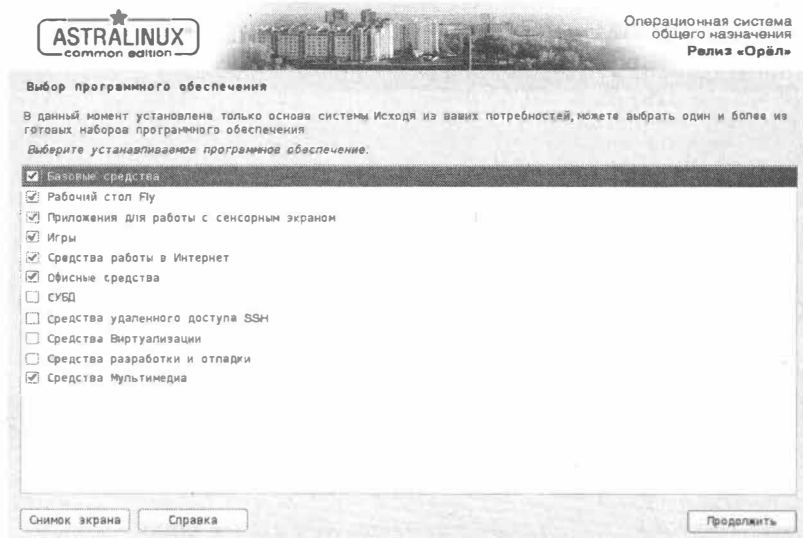 ASTRALINUX
common edition
Операционная система
общего назначения
Релиз «Орёл»
Выбор программного обеспечения
В данный момент установлена только основа системы Исходя из ваших потребностей, можете выбрать один и более из
готовых наборов программного обеспечения
Выберите устанавливаемое программное обеспечение:
Базовые средства
Рабочий стол Fly
Приложения для работы с сенсорным экраном
Игры
Средства работы в Интернет
Офисные средства
СУБД
Средства удаленного доступа SSH
Средства Виртуализации
Средства разработки и отладки
Средства Мультимедиа
Снимок экрана
Справка
Продолжить